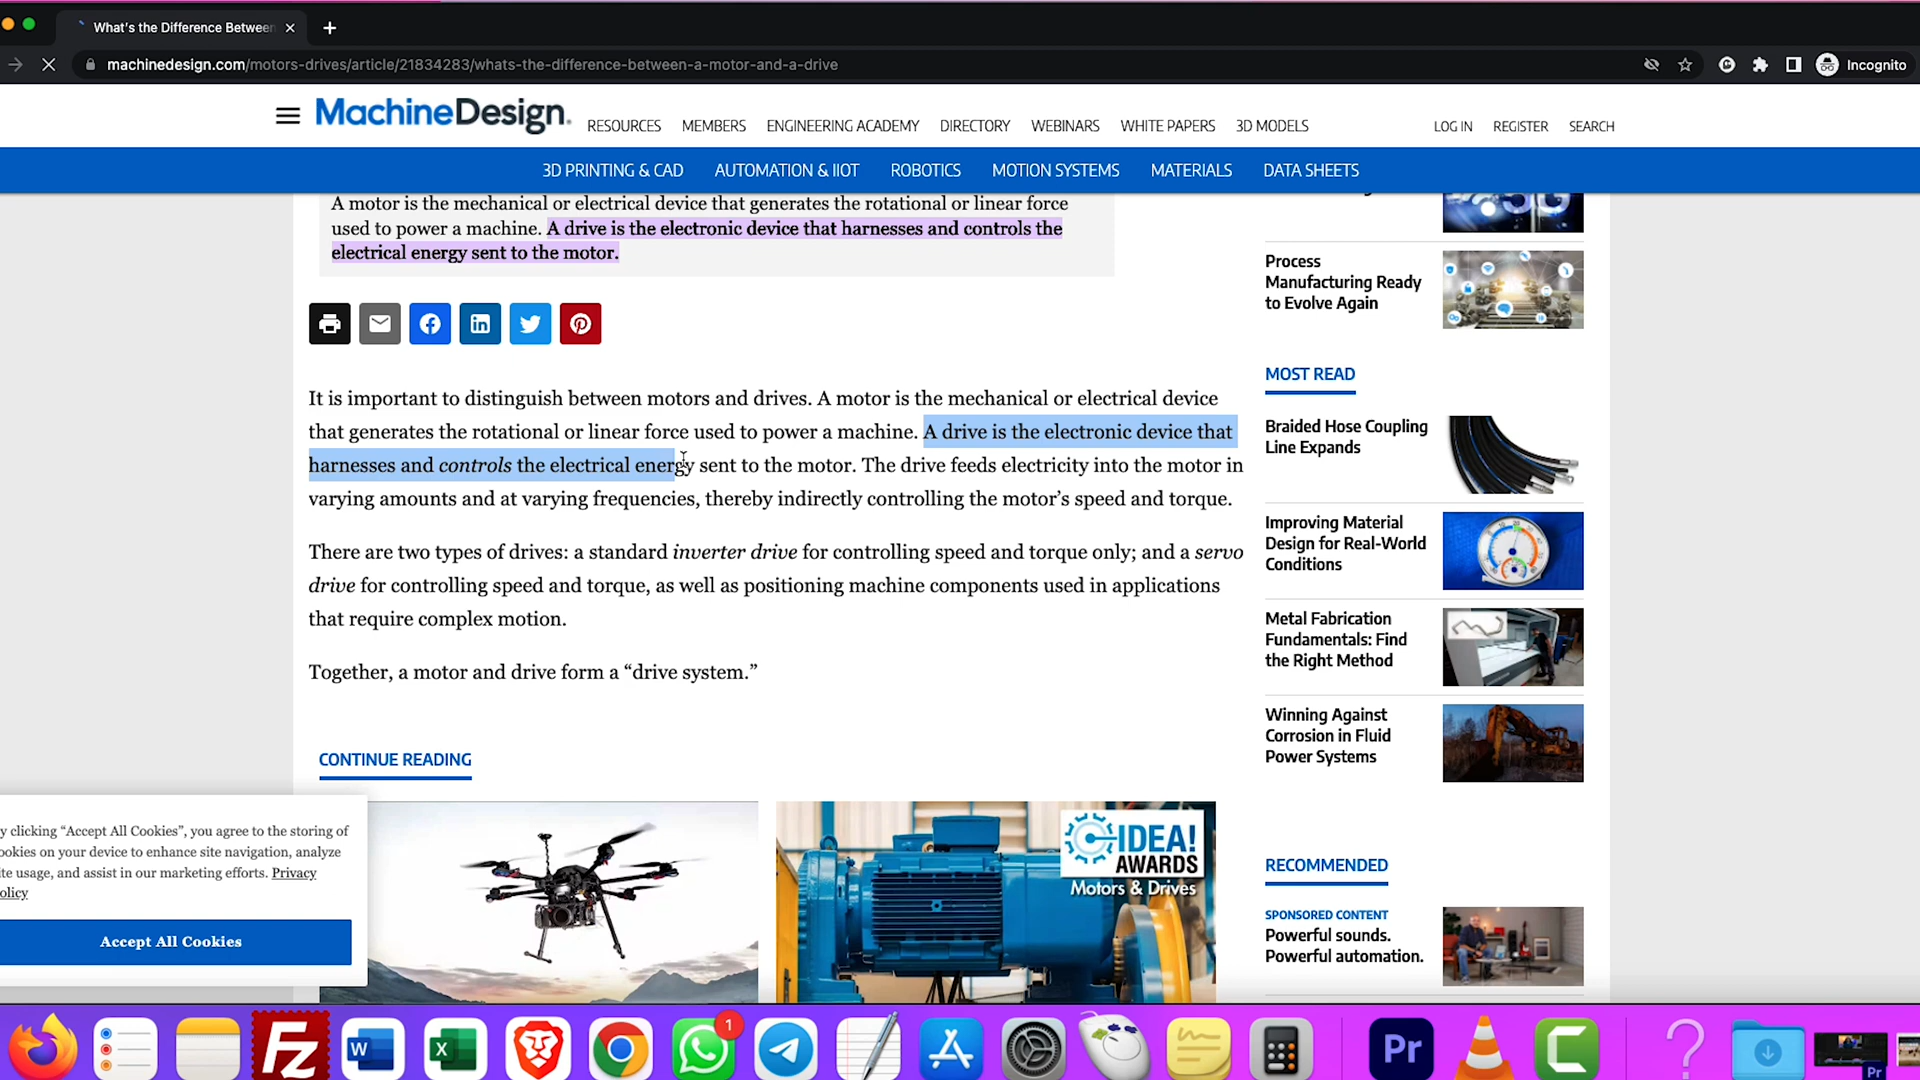 What's the Difference Between
machinedesign.com/motors-drives/article/21834283/whats-the-difference-between-a-motor-and-a-drive
Incognito
MachineDesign.
RESOURCES MEMBERS ENGINEERING ACADEMY DIRECTORY WEBINARS WHITE PAPERS 3D MODELS
LOG IN REGISTER SEARCH
3D PRINTING & CAD AUTOMATION & IIOT ROBOTICS MOTION SYSTEMS MATERIALS DATA SHEETS
A motor is the mechanical or electrical device that generates the rotational or linear force
used to power a machine. A drive is the electronic device that harnesses and controls the
electrical energy sent to the motor.
It is important to distinguish between motors and drives. A motor is the mechanical or electrical device
that generates the rotational or linear force used to power a machine. A drive is the electronic device that
harnesses and controls the electrical energy sent to the motor. The drive feeds electricity into the motor in
varying amounts and at varying frequencies, thereby indirectly controlling the motor’s speed and torque.
There are two types of drives: a standard inverter drive for controlling speed and torque only; and a servo
drive for controlling speed and torque, as well as positioning machine components used in applications
that require complex motion.
Together, a motor and drive form a “drive system.”
CONTINUE READING
IDEA!
AWARDS
Motors & Drives
Process
Manufacturing Ready
to Evolve Again
MOST READ
Braided Hose Coupling
Line Expands
Improving Material
Design for Real-World
Conditions
Metal Fabrication
Fundamentals: Find
the Right Method
Winning Against
Corrosion in Fluid
Power Systems
RECOMMENDED
SPONSORED CONTENT
Powerful sounds.
Powerful automation.
y clicking “Accept All Cookies”, you agree to the storing of
ookies on your device to enhance site navigation, analyze
ite usage, and assist in our marketing efforts. Privacy
olicy
Accept All Cookies
FZ
W
X
1
Pr
C
?
Pr